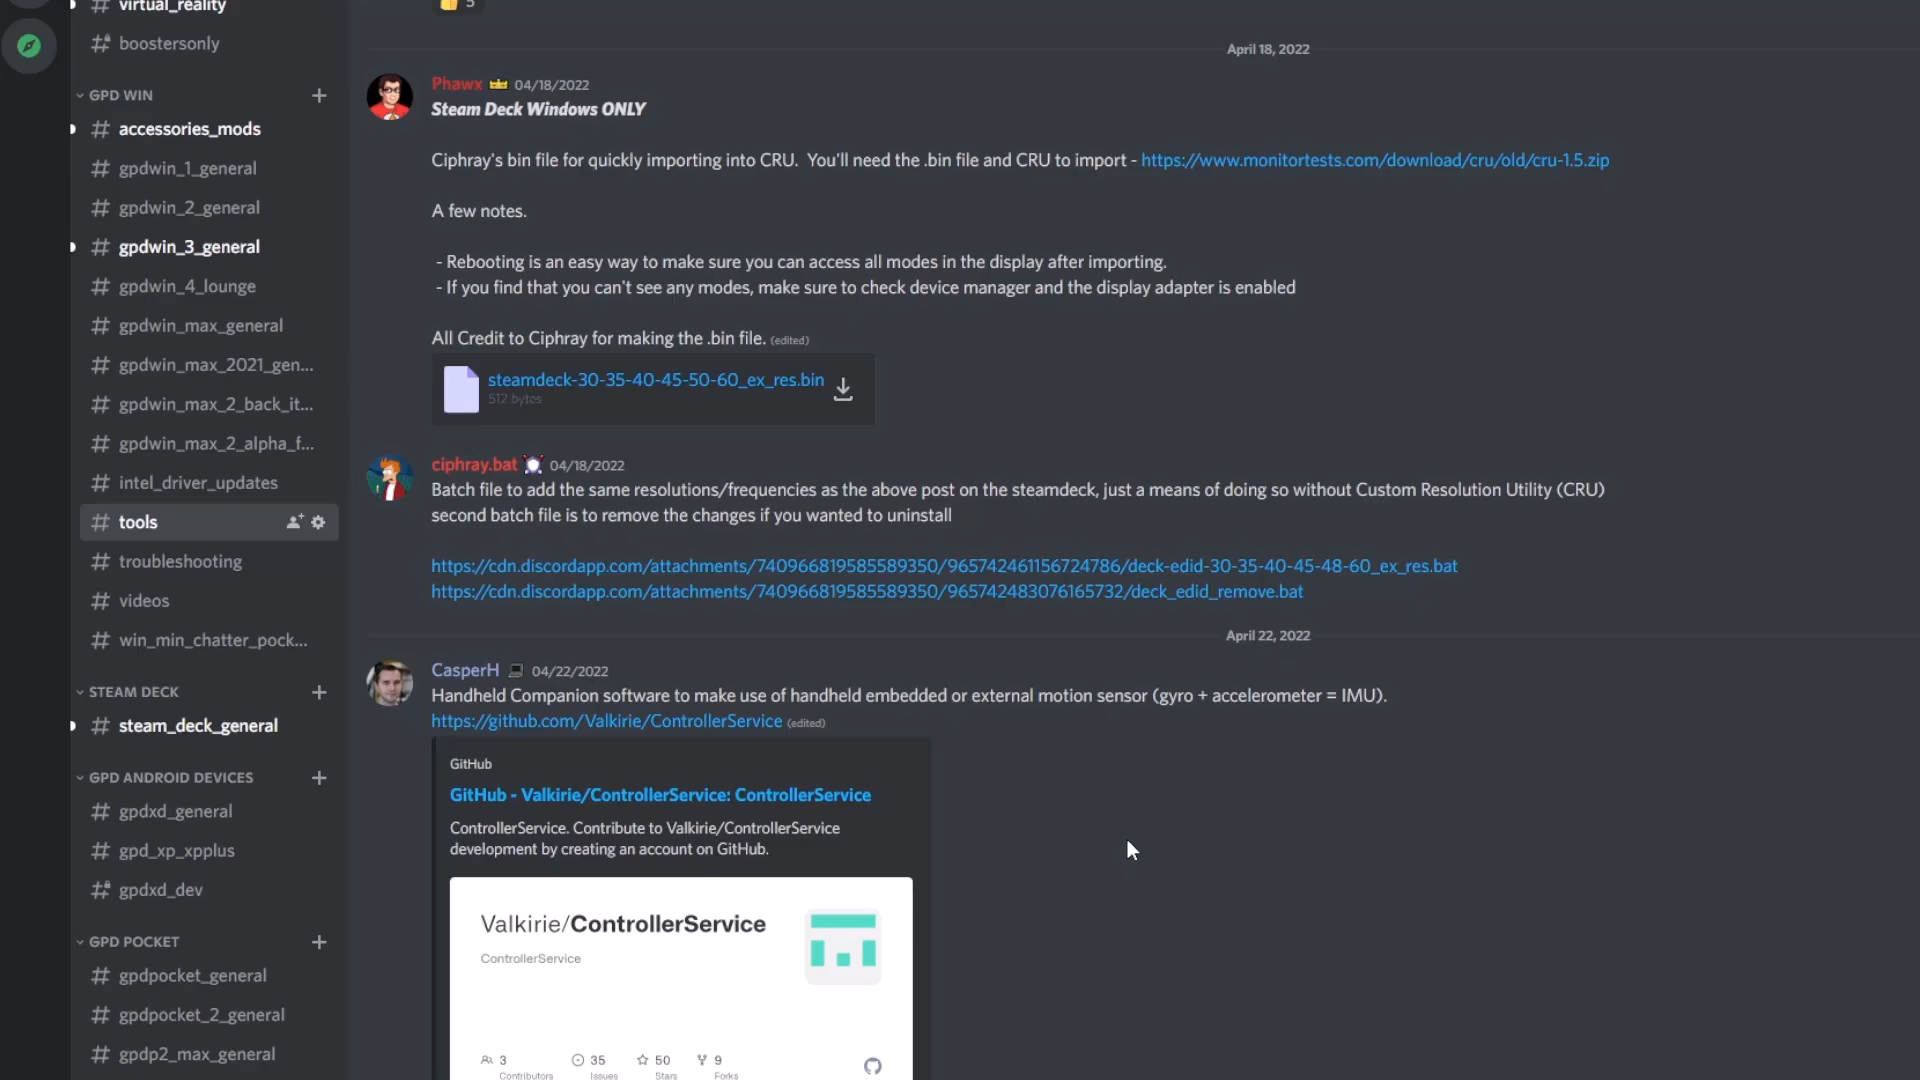 virtual_reality
boostersonly
GPD WIN
accessories_mods
gpdwin_1_general
gpdwin_2_general
gpdwin_3_general
gpdwin_4_lounge
gpdwin_max_general
gpdwin_max_2021_gen...
gpdwin_max_2_back_it...
gpdwin_max_2_alpha_f...
intel_driver_updates
tools
troubleshooting
videos
win_min_chatter_pock...
STEAM DECK
steam_deck_general
GPD ANDROID DEVICES
gpdxd_general
gpd_xp_xpplus
gpdxd_dev
GPD POCKET
gpdpocket_general
gpdpocket_2_general
gpdp2_max_general
5
April 18, 2022
Phawx 04/18/2022
Steam Deck Windows ONLY
Ciphray's bin file for quickly importing into CRU. You'll need the .bin file and CRU to import - https://www.monitortests.com/download/cru/old/cru-1.5.zip
A few notes.
- Rebooting is an easy way to make sure you can access all modes in the display after importing.
- If you find that you can't see any modes, make sure to check device manager and the display adapter is enabled
All Credit to Ciphray for making the .bin file. (edited)
steamdeck-30-35-40-45-50-60_ex_res.bin
512 bytes
ciphray.bat 04/18/2022
Batch file to add the same resolutions/frequencies as the above post on the steamdeck, just a means of doing so without Custom Resolution Utility (CRU)
second batch file is to remove the changes if you wanted to uninstall
https://cdn.discordapp.com/attachments/740966819585589350/965742461156724786/deck-edid-30-35-40-45-48-60_ex_res.bat
https://cdn.discordapp.com/attachments/740966819585589350/965742483076165732/deck_edid_remove.bat
April 22, 2022
CasperH 04/22/2022
Handheld Companion software to make use of handheld embedded or external motion sensor (gyro + accelerometer = IMU).
https://github.com/Valkirie/ControllerService (edited)
GitHub
GitHub - Valkirie/ControllerService: ControllerService
ControllerService. Contribute to Valkirie/ControllerService
development by creating an account on GitHub.
Valkirie/ControllerService
ControllerService
3 35 50 9
Contributors Issues Stars Forks